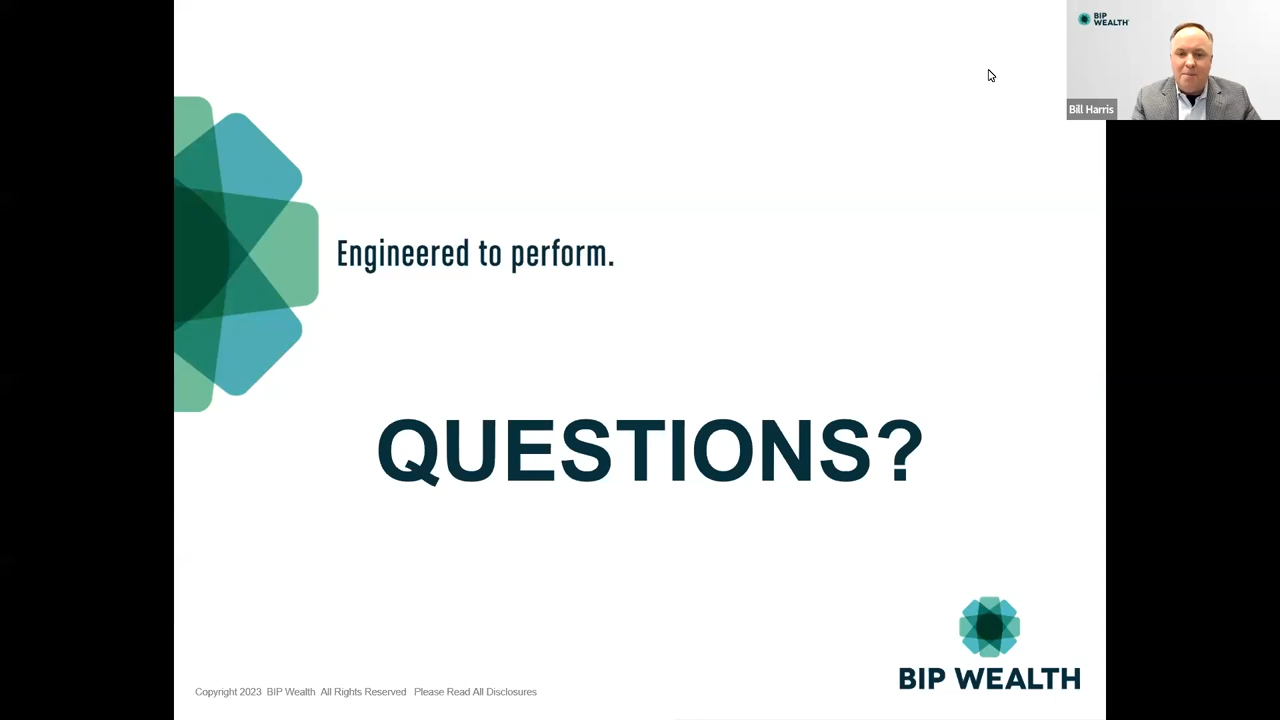 BIP
WEALTH
Bill Harris
Engineered to perform.
QUESTIONS?
BIP WEALTH
Copyright 2023 BIP Wealth All Rights Reserved Please Read All Disclosures